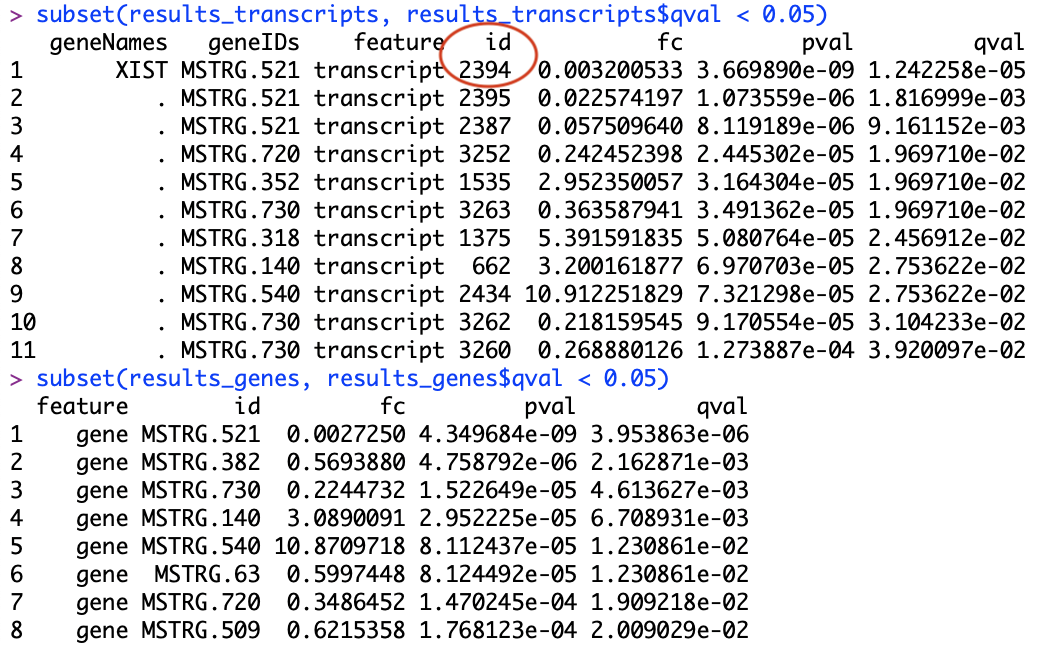 > subset(results_transcripts, results_transcripts$qval < 0.05)
geneNames geneIDs feature id fc pval qval
1 XIST MSTRG.521 transcript 2394 0.003200533 3.669890e-09 1.242258e-05
2 . MSTRG.521 transcript 2395 0.022574197 1.073559e-06 1.816999e-03
3 . MSTRG.521 transcript 2387 0.057509640 8.119189e-06 9.161152e-03
4 . MSTRG.720 transcript 3252 0.242452398 2.445302e-05 1.969710e-02
5 . MSTRG.352 transcript 1535 2.952350057 3.164304e-05 1.969710e-02
6 . MSTRG.730 transcript 3263 0.363587941 3.491362e-05 1.969710e-02
7 . MSTRG.318 transcript 1375 5.391591835 5.080764e-05 2.456912e-02
8 . MSTRG.140 transcript 662 3.200161877 6.970703e-05 2.753622e-02
9 . MSTRG.540 transcript 2434 10.912251829 7.321298e-05 2.753622e-02
10 . MSTRG.730 transcript 3262 0.218159545 9.170554e-05 3.104233e-02
11 . MSTRG.730 transcript 3260 0.268880126 1.273887e-04 3.920097e-02
> subset(results_genes, results_genes$qval < 0.05)
feature id fc pval qval
1 gene MSTRG.521 0.0027250 4.349684e-09 3.953863e-06
2 gene MSTRG.382 0.5693880 4.758792e-06 2.162871e-03
3 gene MSTRG.730 0.2244732 1.522649e-05 4.613627e-03
4 gene MSTRG.140 3.0890091 2.952225e-05 6.708931e-03
5 gene MSTRG.540 10.8709718 8.112437e-05 1.230861e-02
6 gene MSTRG.63 0.5997448 8.124492e-05 1.230861e-02
7 gene MSTRG.720 0.3486452 1.470245e-04 1.909218e-02
8 gene MSTRG.509 0.6215358 1.768123e-04 2.009029e-02